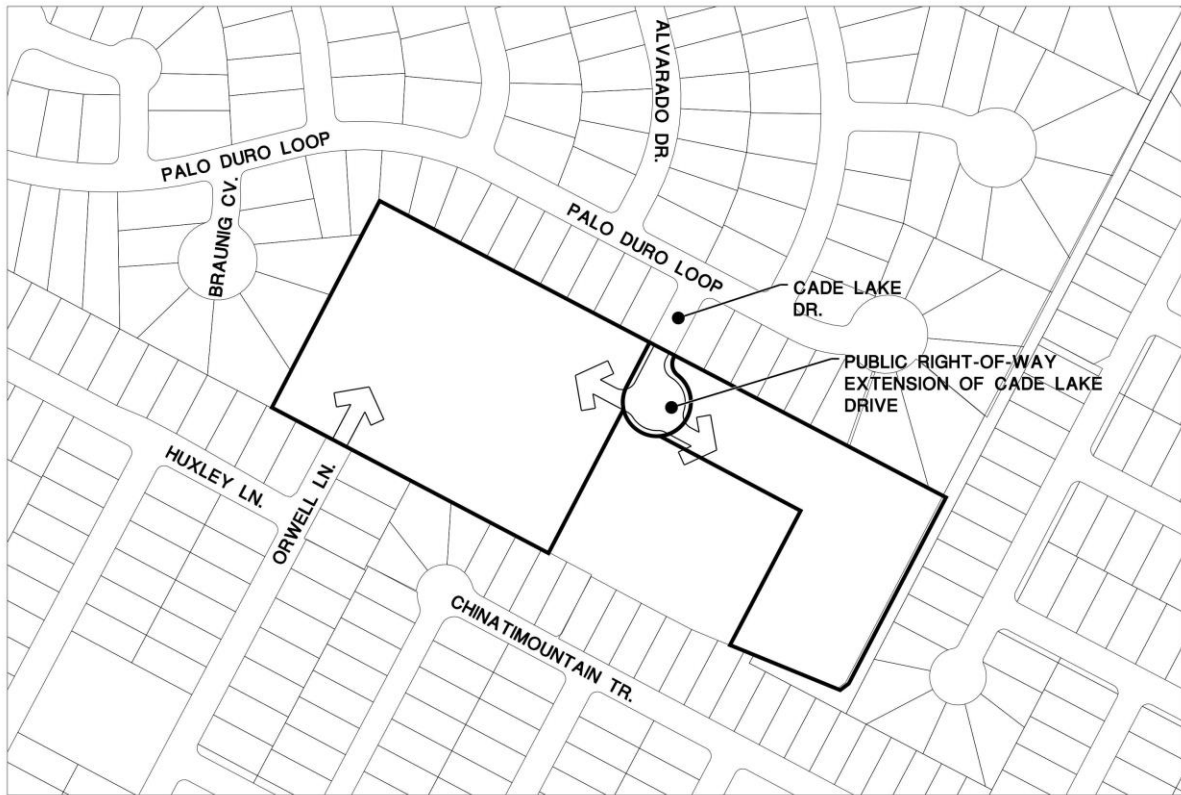 ALVARADO DR.
PALO DURO LOOP
BRAUNIG CV.
PALO DURO LOOP
CADE LAKE
DR.
PUBLIC RIGHT-OF-WAY
EXTENSION OF CADE LAKE
DRIVE
HUXLEY LN.
ORWELL LN.
CHINATIMOUNTAIN TR.